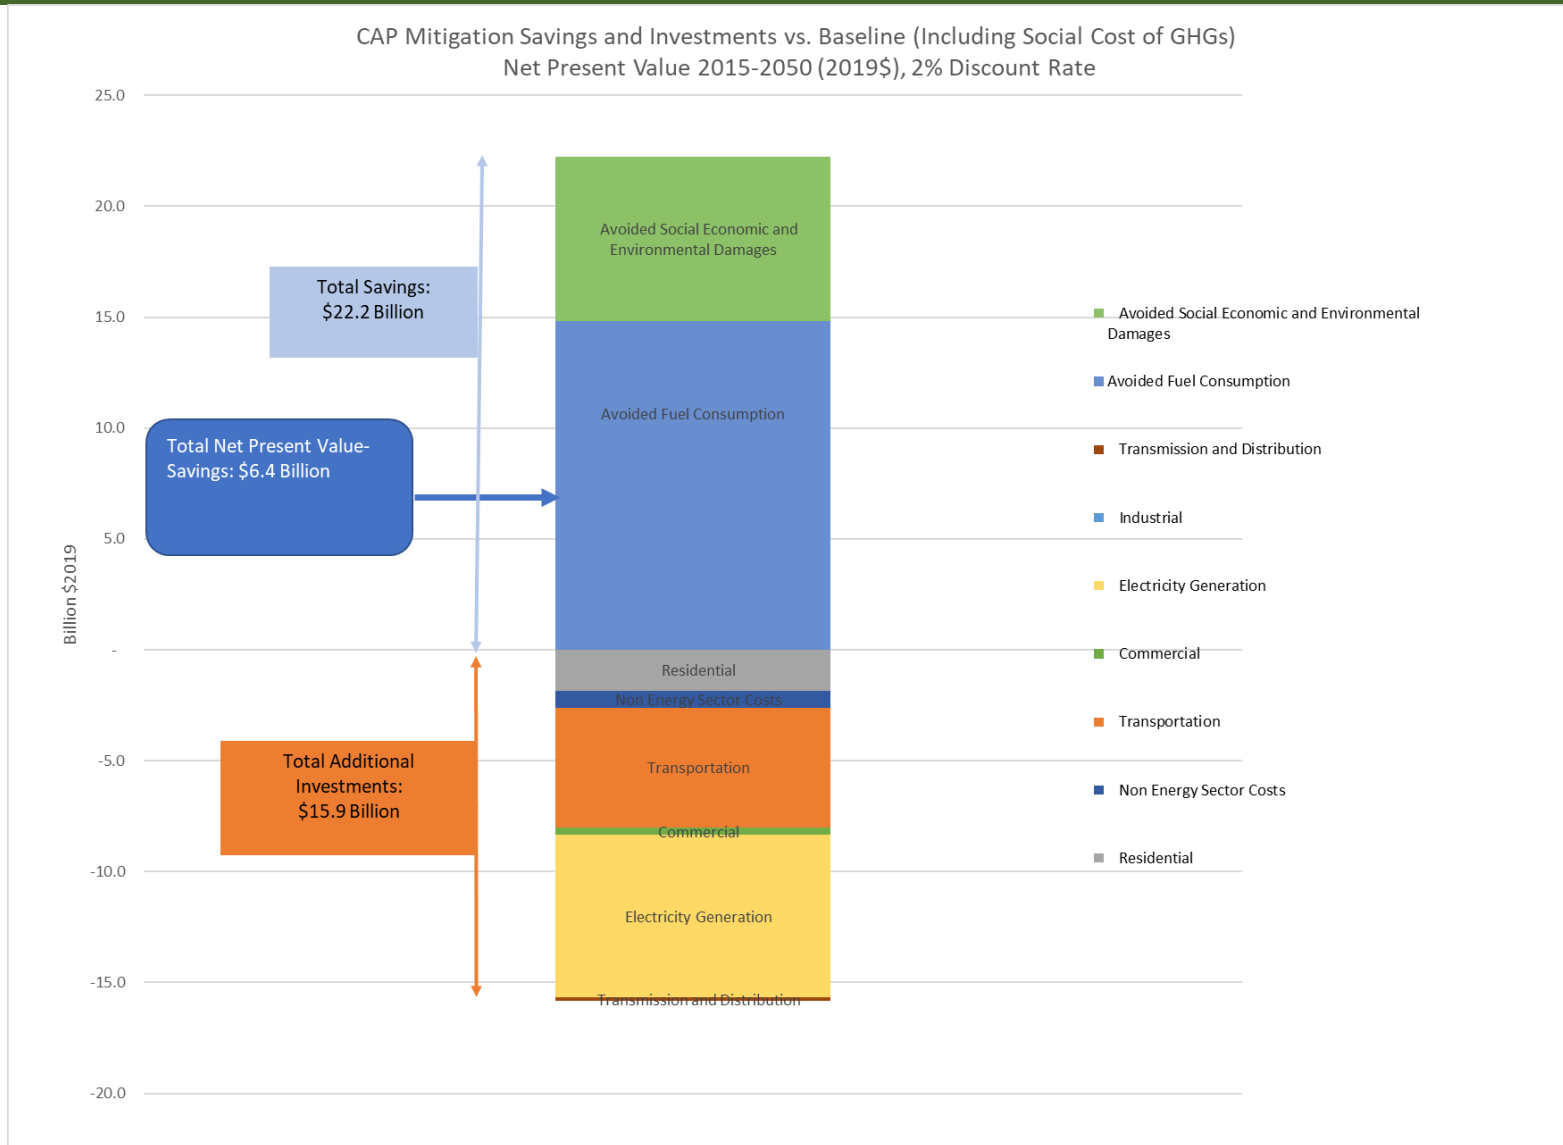 CAP Mitigation Savings and Investments vs. Baseline (Including Social Cost of GHGs)
Net Present Value 2015-2050 (2019$), 2% Discount Rate
Billion $2019
25.0
20.0
15.0
10.0
5.0
-
-5.0
-10.0
-15.0
-20.0
Total Savings:
$22.2 Billion
Total Net Present Value-
Savings: $6.4 Billion
Total Additional
Investments:
$15.9 Billion
Avoided Social Economic and
Environmental Damages
Avoided Fuel Consumption
Residential
Non Energy Sector Costs
Transportation
Commercial
Electricity Generation
Transmission and Distribution
Avoided Social Economic and Environmental
Damages
Avoided Fuel Consumption
Transmission and Distribution
Industrial
Electricity Generation
Commercial
Transportation
Non Energy Sector Costs
Residential